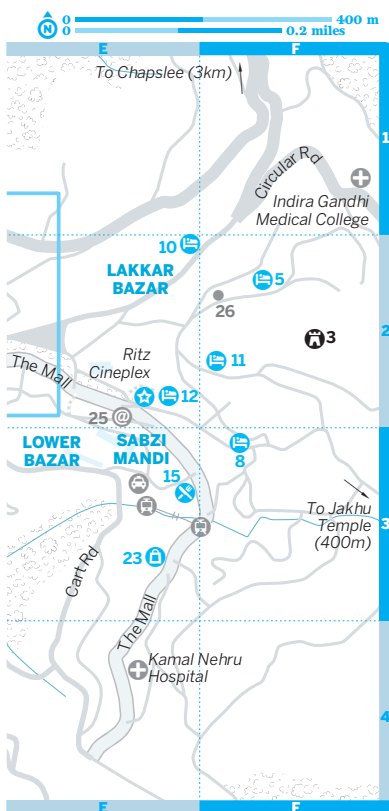 N
0
400 m
0
0.2 miles
E
F
To Chapslee (3km)
1
Circular Rd
Indira Gandhi
Medical College
10
LAKKAR
BAZAR
5
26
2
3
Ritz
Cineplex
11
The Mall
12
25 @
LOWER
BAZAR
SABZI
MANDI
8
15
To Jakhu
Temple
(400m)
3
23
Cart Rd
The Mall
Kamal Nehru
Hospital
4
E
F